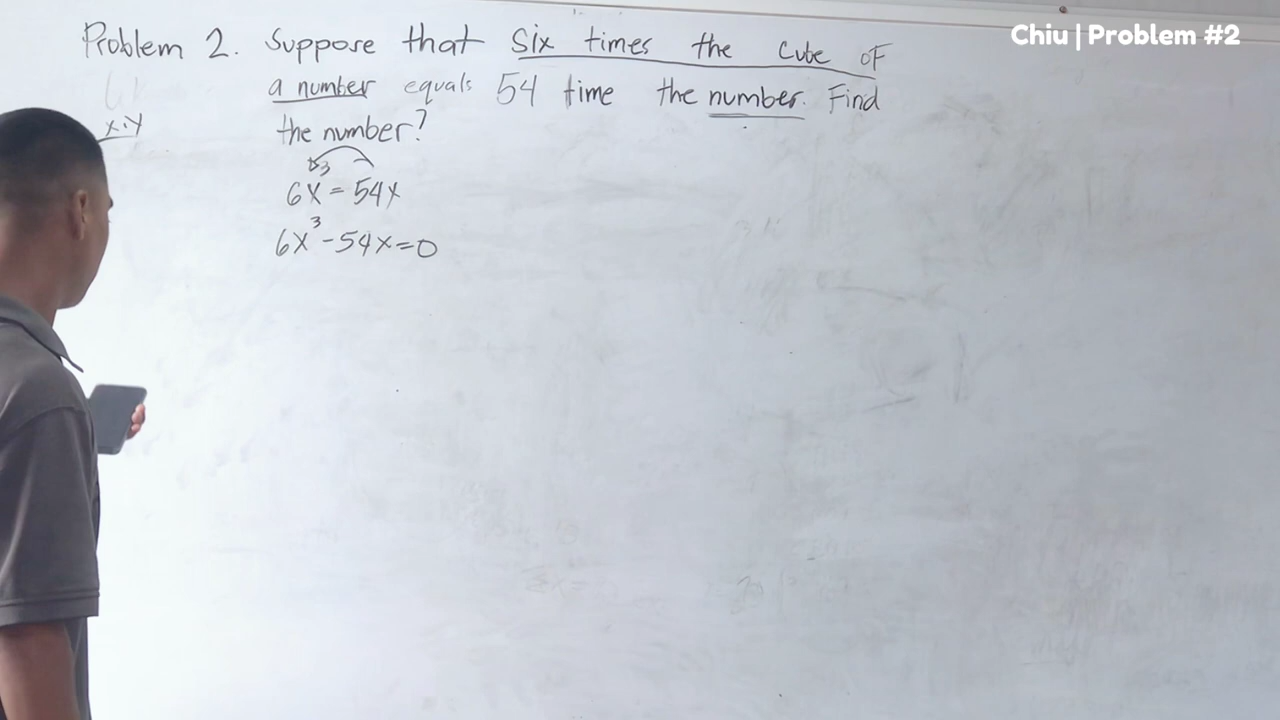 Chiu | Problem #2
Problem 2. Suppose that Six times the Cube of
a number equals 54 time the number. Find
the number?
x·y
6x³ = 54x
6x³ - 54x = 0